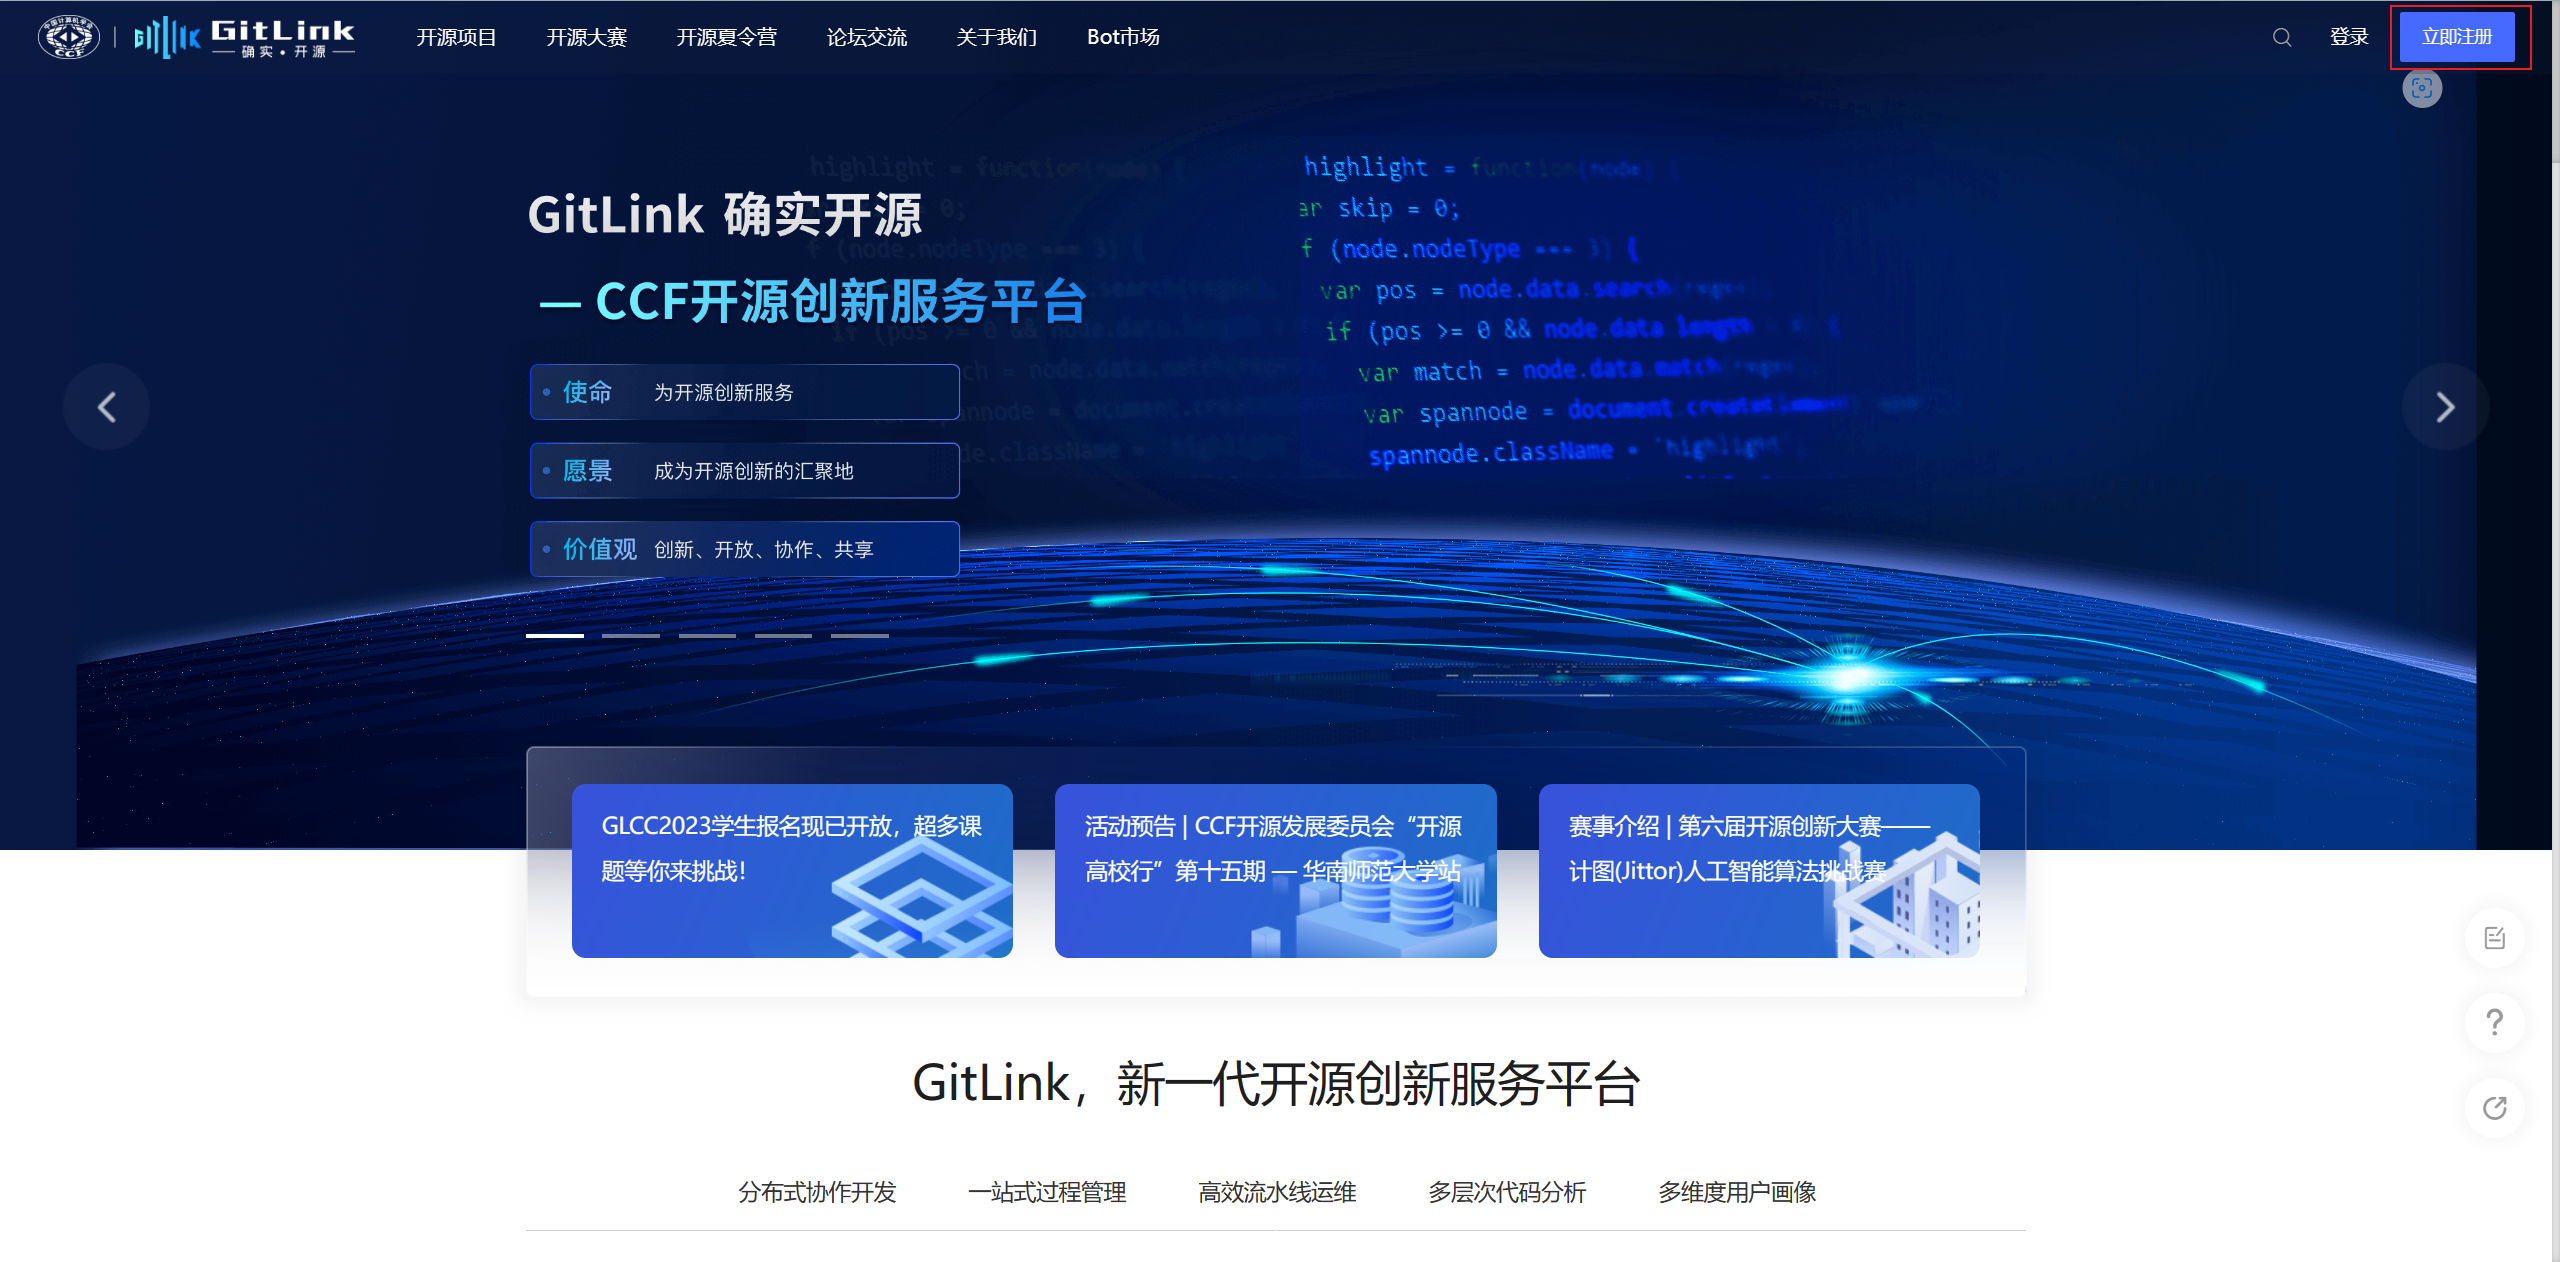 中国计算机学会
CCF
GitLink
确实·开源
开源项目
开源大赛
开源夏令营
论坛交流
关于我们
Bot市场
登录
立即注册
GitLink 确实开源
— CCF开源创新服务平台
使命 为开源创新服务
愿景 成为开源创新的汇聚地
价值观 创新、开放、协作、共享
highlight = function(node) {
ar skip = 0;
f (node.nodeType === 3) {
var pos = node.data.search(
if (pos >= 0 && node.data.length
var match = node.data.match(
var spannode = document.createElement
spannode.className = 'highlight';
GLCC2023学生报名现已开放，超多课
题等你来挑战！
活动预告 | CCF开源发展委员会“开源
高校行”第十五期 — 华南师范大学站
赛事介绍 | 第六届开源创新大赛——
计图(Jittor)人工智能算法挑战赛
GitLink，新一代开源创新服务平台
分布式协作开发
一站式过程管理
高效流水线运维
多层次代码分析
多维度用户画像